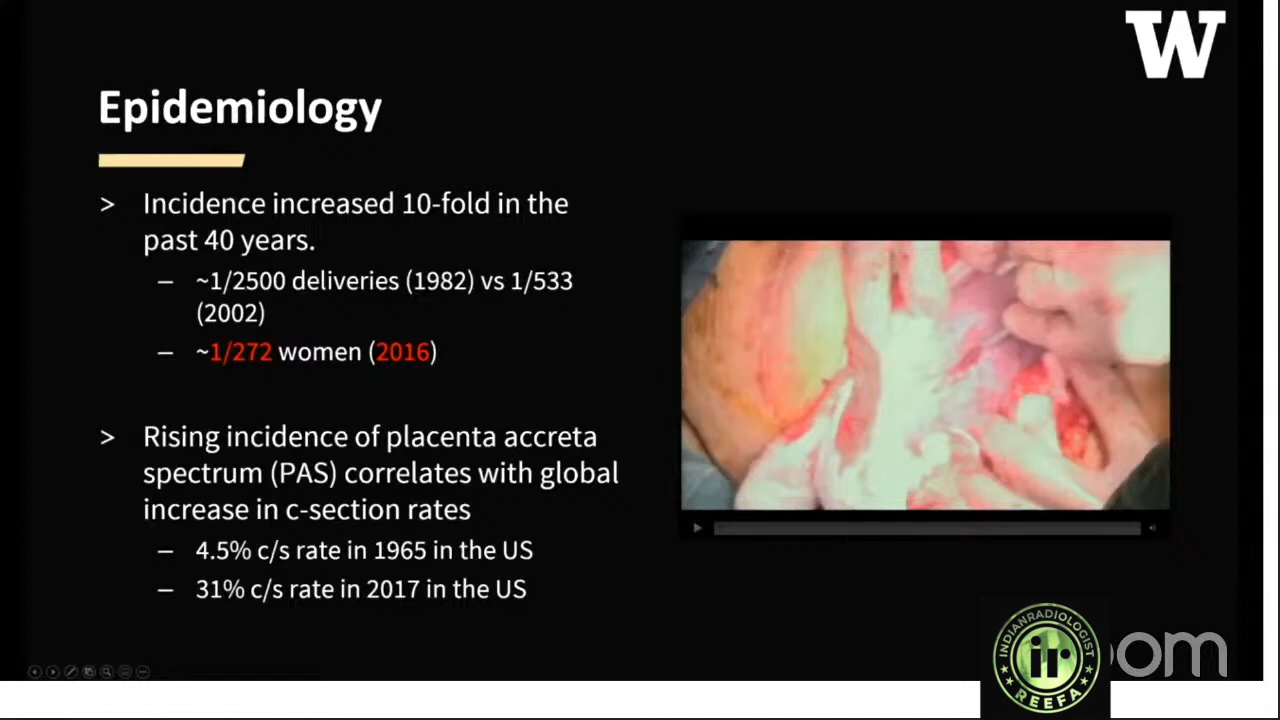 W
Epidemiology
> Incidence increased 10-fold in the
past 40 years.
– ~1/2500 deliveries (1982) vs 1/533
(2002)
– ~1/272 women (2016)
> Rising incidence of placenta accreta
spectrum (PAS) correlates with global
increase in c-section rates
– 4.5% c/s rate in 1965 in the US
– 31% c/s rate in 2017 in the US
INDIANRADIOLOGIST
ir
REEFA
oom